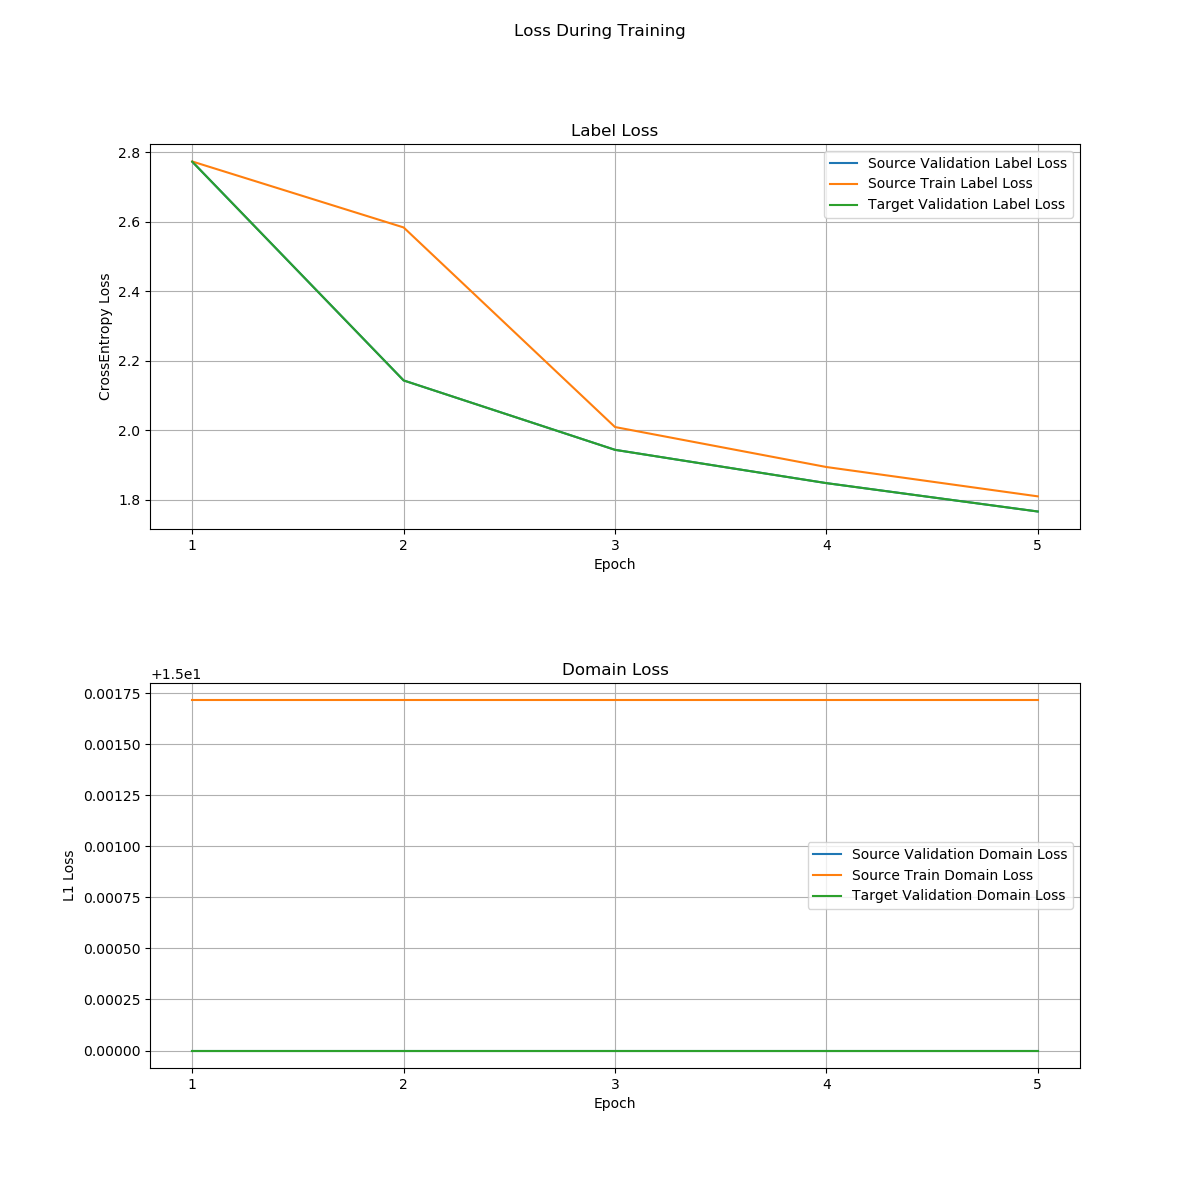 Loss During Training
Label Loss
2.8
2.6
2.4
2.2
2.0
1.8
CrossEntropy Loss
Source Validation Label Loss
Source Train Label Loss
Target Validation Label Loss
1 2 3 4 5
Epoch
Domain Loss
+1.5e1
0.00175
0.00150
0.00125
0.00100
0.00075
0.00050
0.00025
0.00000
L1 Loss
Source Validation Domain Loss
Source Train Domain Loss
Target Validation Domain Loss
1 2 3 4 5
Epoch